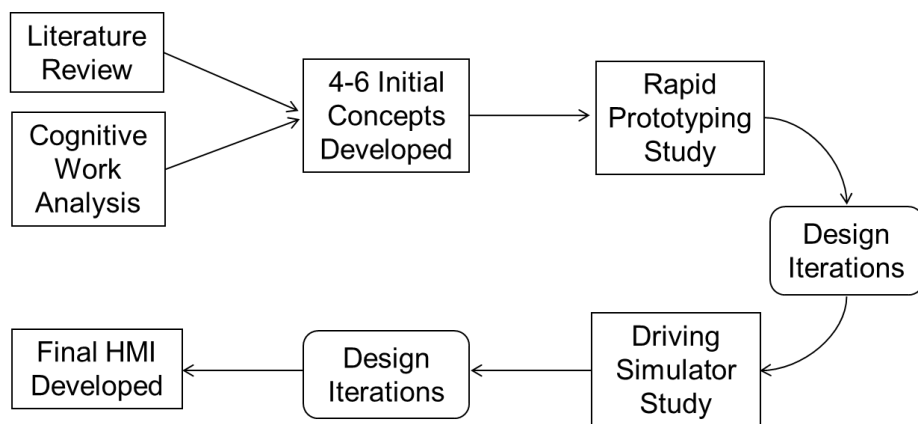 Literature
Review
Cognitive
Work
Analysis
4-6 Initial
Concepts
Developed
Rapid
Prototyping
Study
Design
Iterations
Driving
Simulator
Study
Design
Iterations
Final HMI
Developed